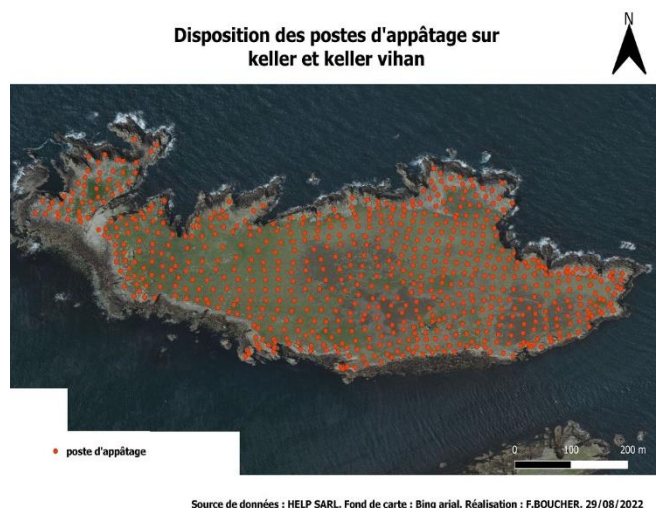 Disposition des postes d'appâtage sur
keller et keller vihan
N
poste d'appâtage
0 100 200 m
Source de données : HELP SARL. Fond de carte : Bing arial. Réalisation : F.BOUCHER. 29/08/2022